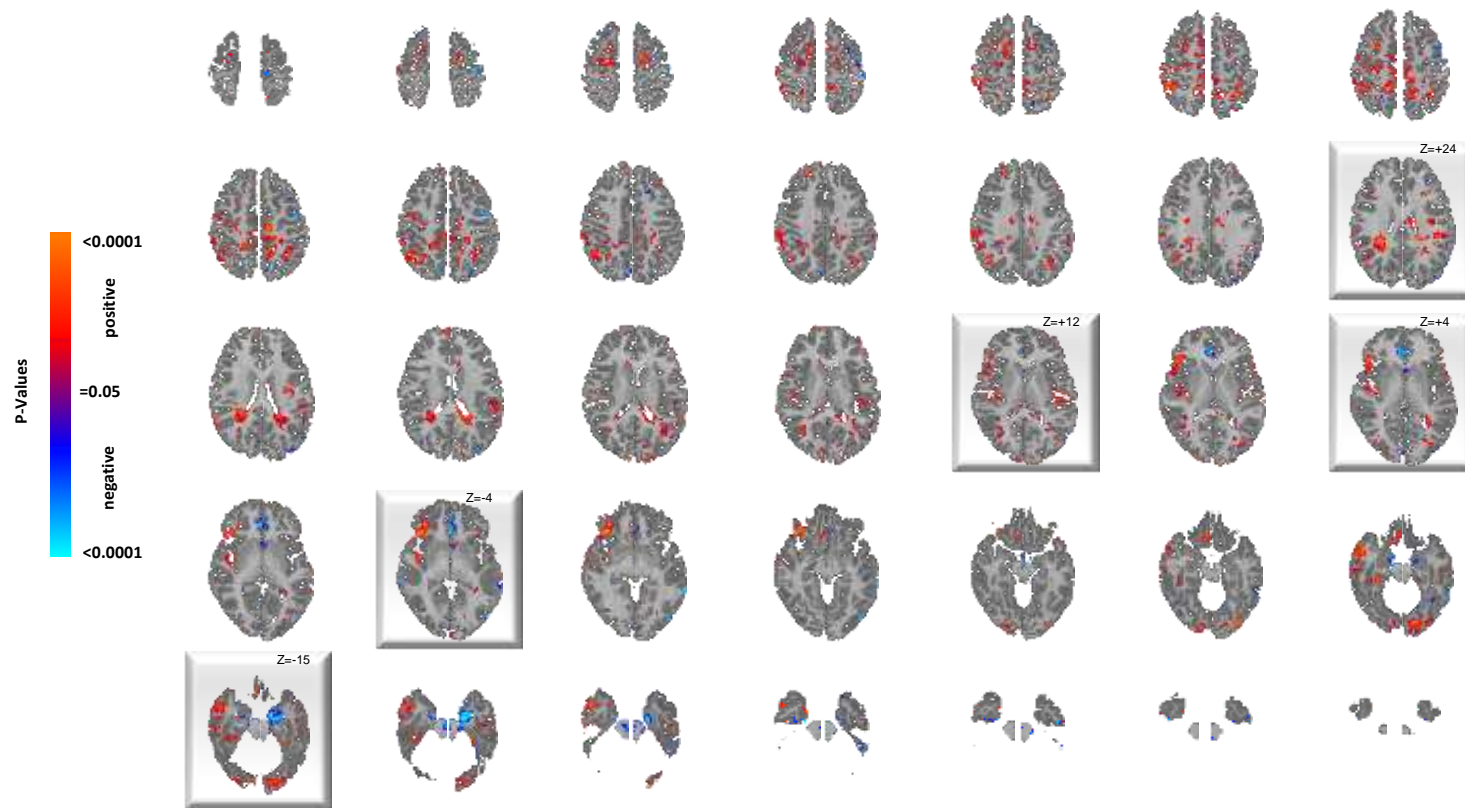 Z=+24
<0.0001
positive
P-Values
=0.05
negative
<0.0001
Z=+12
Z=+4
Z=-4
Z=-15